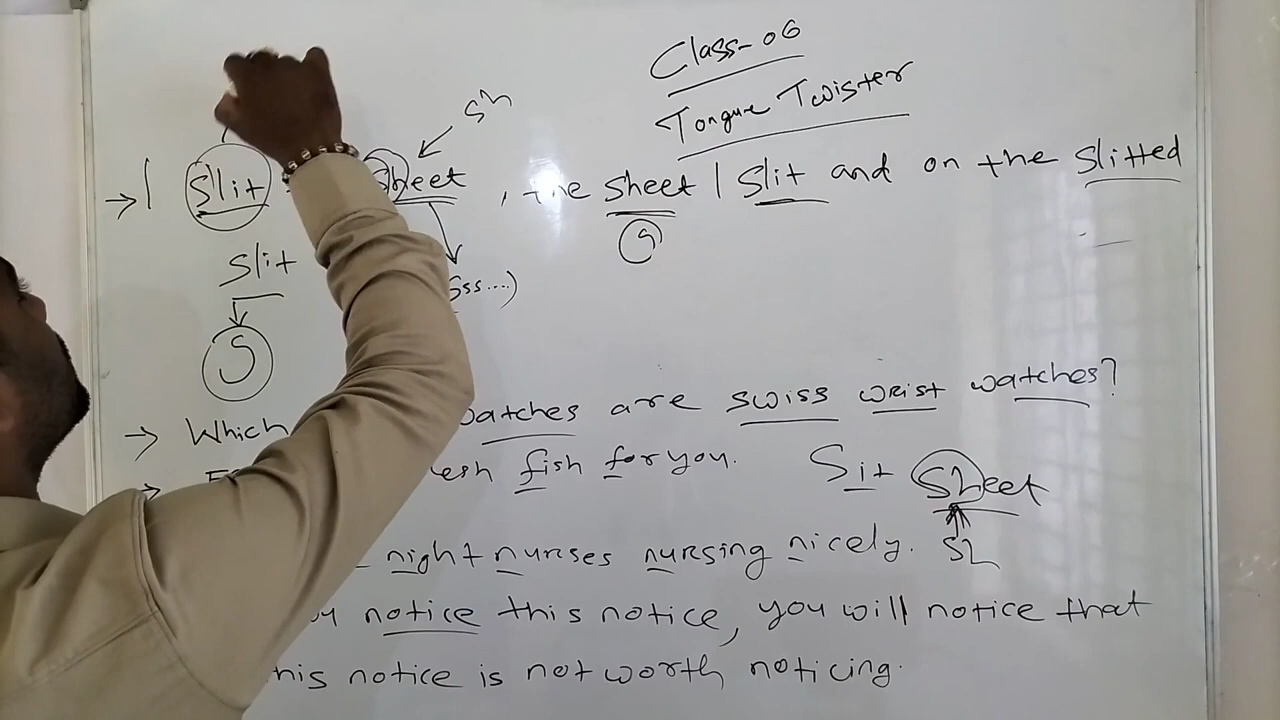 Class-06
Tongue Twister
sh
→ I Slit sheet, the sheet I slit and on the slitted
S
slit
Sss....)
S
→ Which watches are swiss wrist watches?
→ fish for you.
Sit Sheet
sh
night nurses nursing nicely.
notice this notice, you will notice that
this notice is not worth noticing.